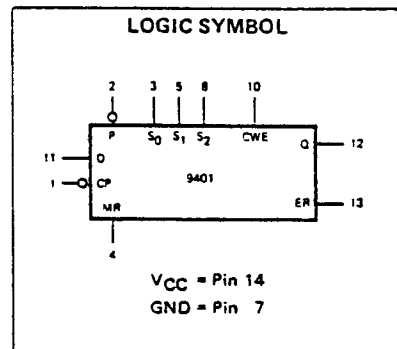 LOGIC SYMBOL
2 3 5 8 10
P S0 S1 S2 CWE Q 12
11 D
9401
1 CP
MR ER 13
4
VCC = Pin 14
GND = Pin 7